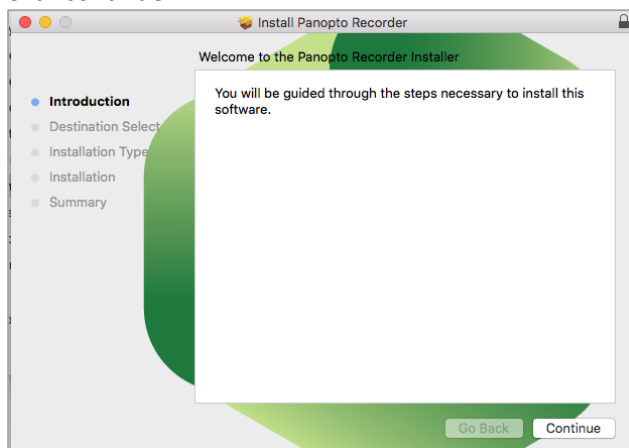 Install Panopto Recorder
Welcome to the Panopto Recorder Installer
Introduction
Destination Select
Installation Type
Installation
Summary
You will be guided through the steps necessary to install this
software.
Go Back
Continue